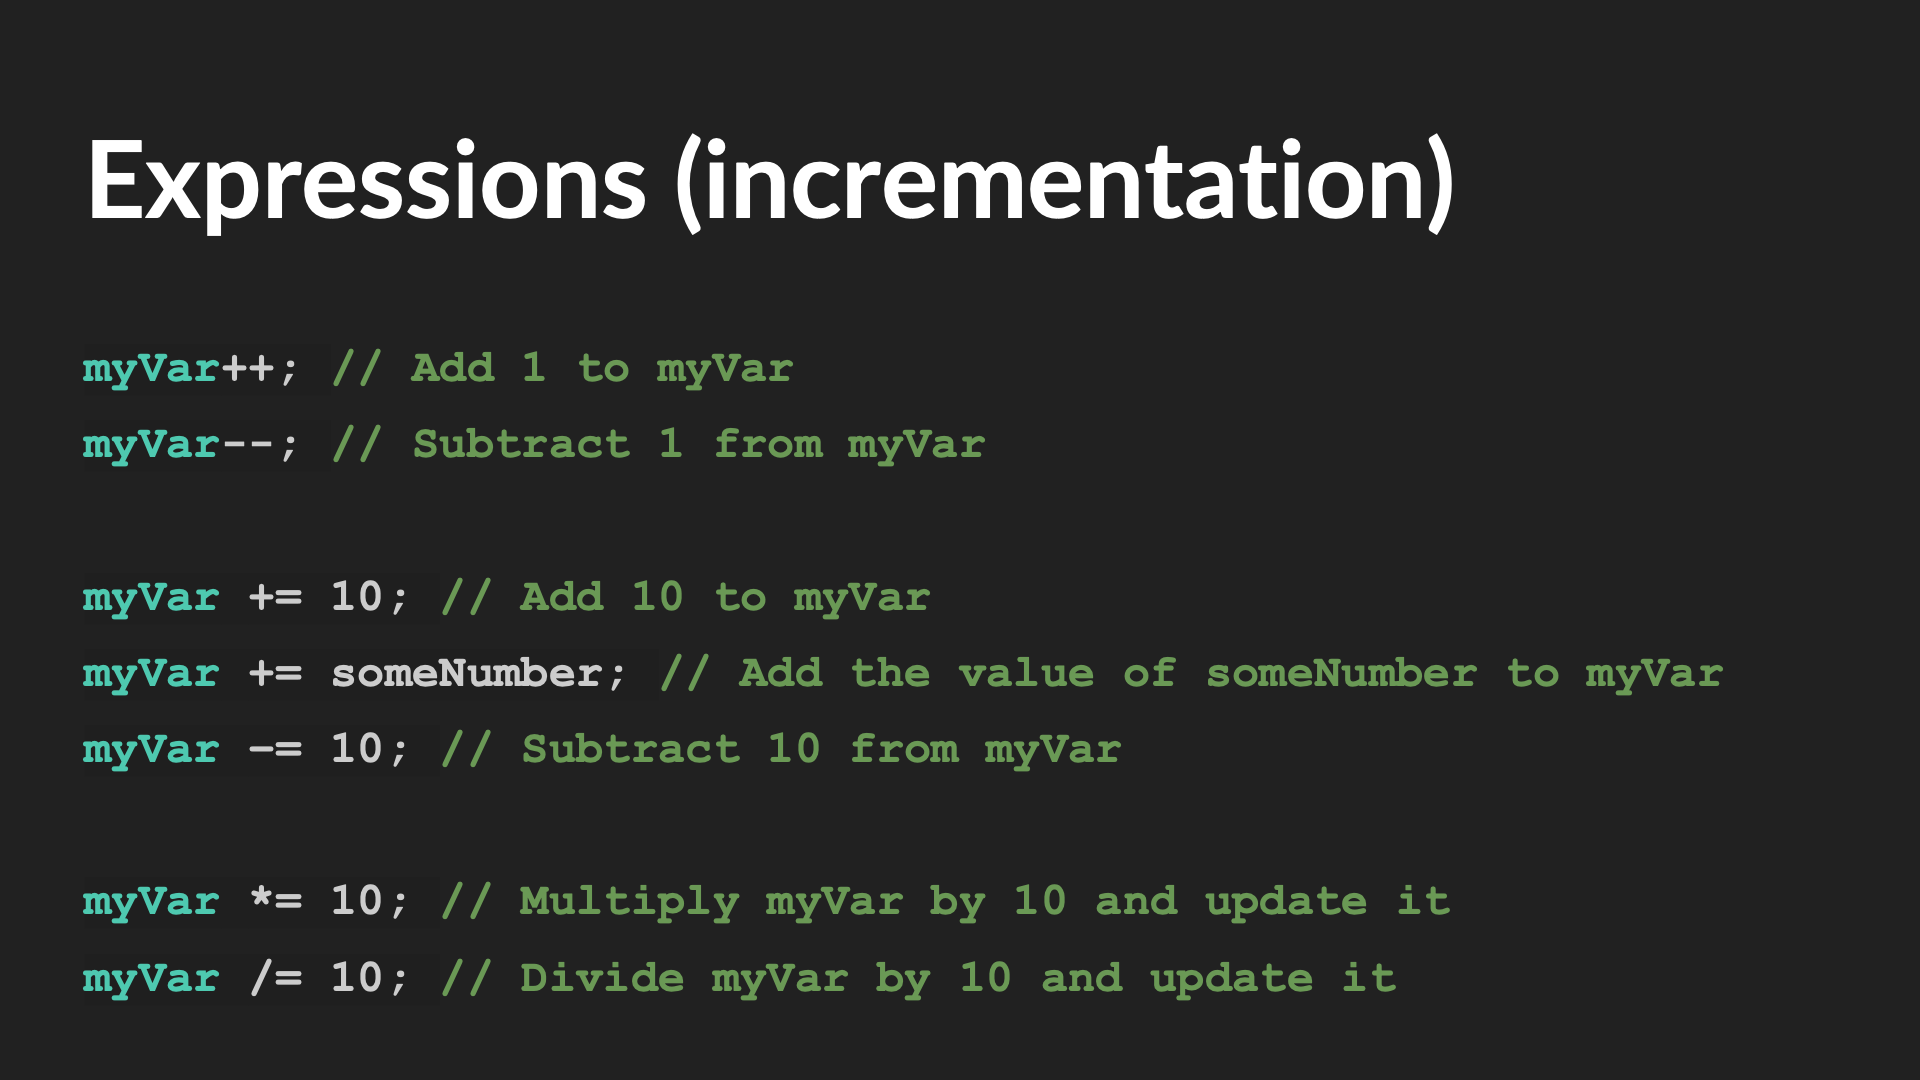 Expressions (incrementation)
myVar++; // Add 1 to myVar
myVar--; // Subtract 1 from myVar
myVar += 10; // Add 10 to myVar
myVar += someNumber; // Add the value of someNumber to myVar
myVar -= 10; // Subtract 10 from myVar
myVar *= 10; // Multiply myVar by 10 and update it
myVar /= 10; // Divide myVar by 10 and update it